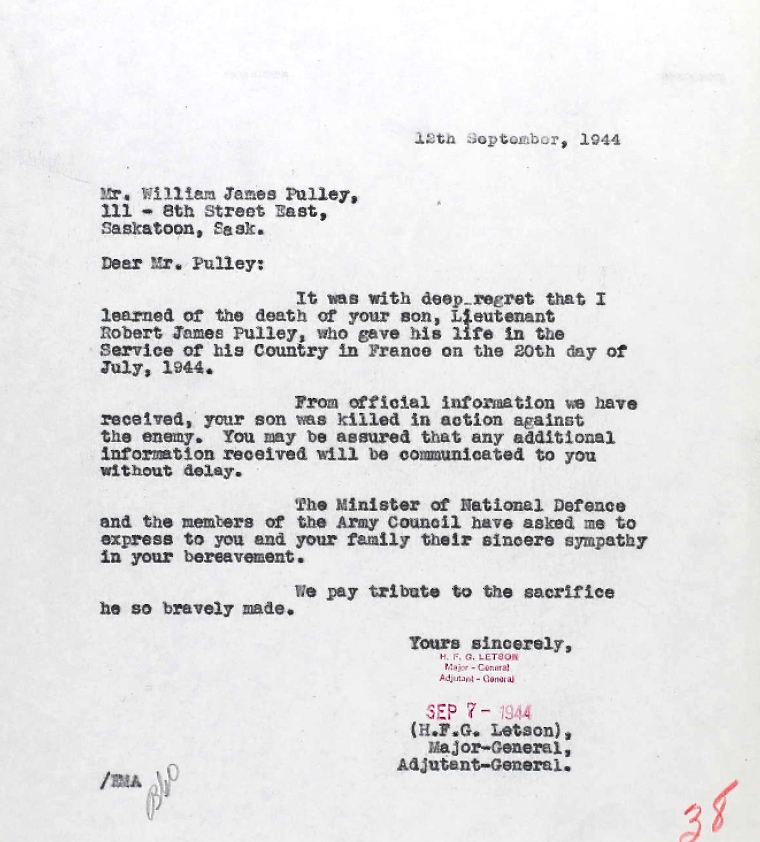 12th September, 1944
Mr. William James Pulley,
111 - 8th Street East,
Saskatoon, Sask.
Dear Mr. Pulley:
It was with deep regret that I
learned of the death of your son, Lieutenant
Robert James Pulley, who gave his life in the
Service of his Country in France on the 20th day of
July, 1944.
From official information we have
received, your son was killed in action against
the enemy. You may be assured that any additional
information received will be communicated to you
without delay.
The Minister of National Defence
and the members of the Army Council have asked me to
express to you and your family their sincere sympathy
in your bereavement.
We pay tribute to the sacrifice
he so bravely made.
Yours sincerely,
H. F. G. LETSON
Major - General
Adjutant - General
SEP 7 - 1944
(H.F.G. Letson),
Major-General,
Adjutant-General.
/EMA
38